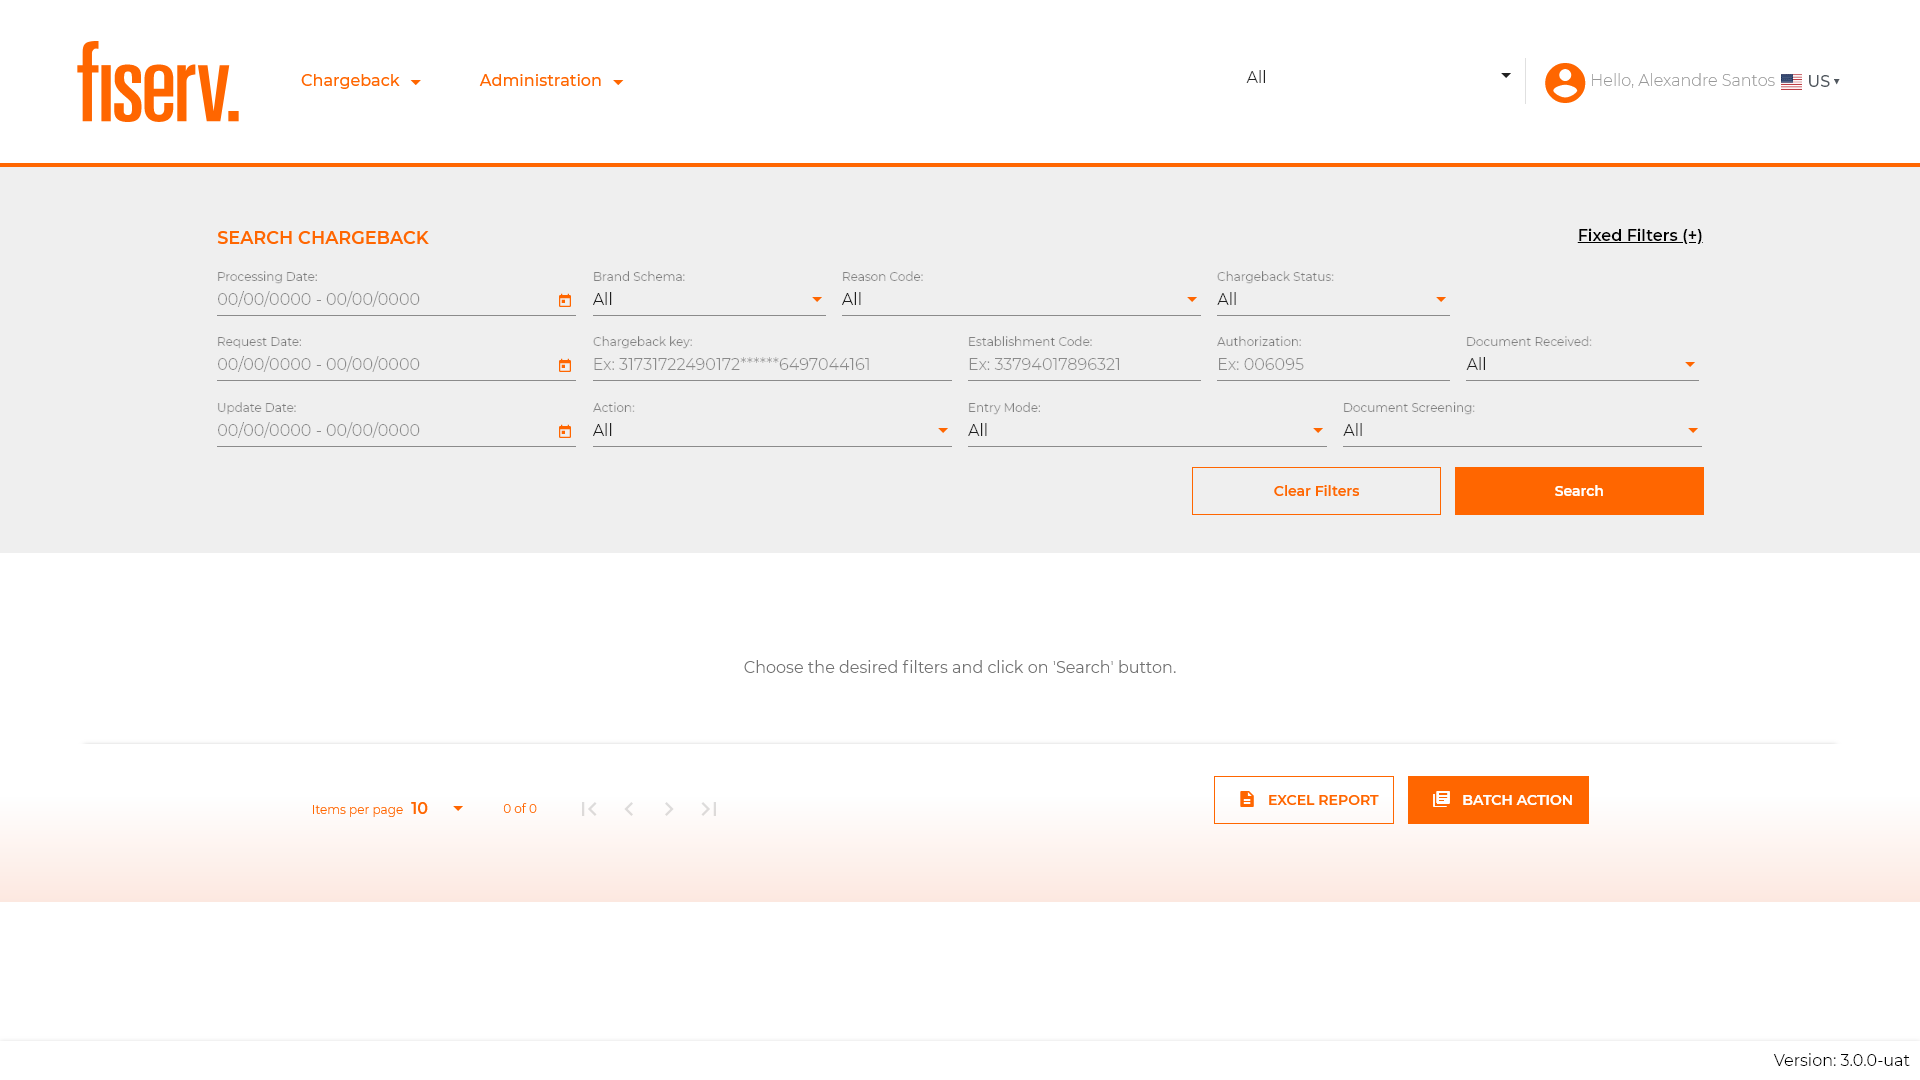 fiserv.
Chargeback
Administration
All
Hello, Alexandre Santos
US
SEARCH CHARGEBACK
Fixed Filters (+)
Processing Date:
00/00/0000 - 00/00/0000
Brand Schema:
All
Reason Code:
All
Chargeback Status:
All
Request Date:
00/00/0000 - 00/00/0000
Chargeback key:
Ex: 31731722490172******6497044161
Establishment Code:
Ex: 33794017896321
Authorization:
Ex: 006095
Document Received:
All
Update Date:
00/00/0000 - 00/00/0000
Action:
All
Entry Mode:
All
Document Screening:
All
Clear Filters
Search
Choose the desired filters and click on 'Search' button.
Items per page 10
0 of 0
EXCEL REPORT
BATCH ACTION
Version: 3.0.0-uat